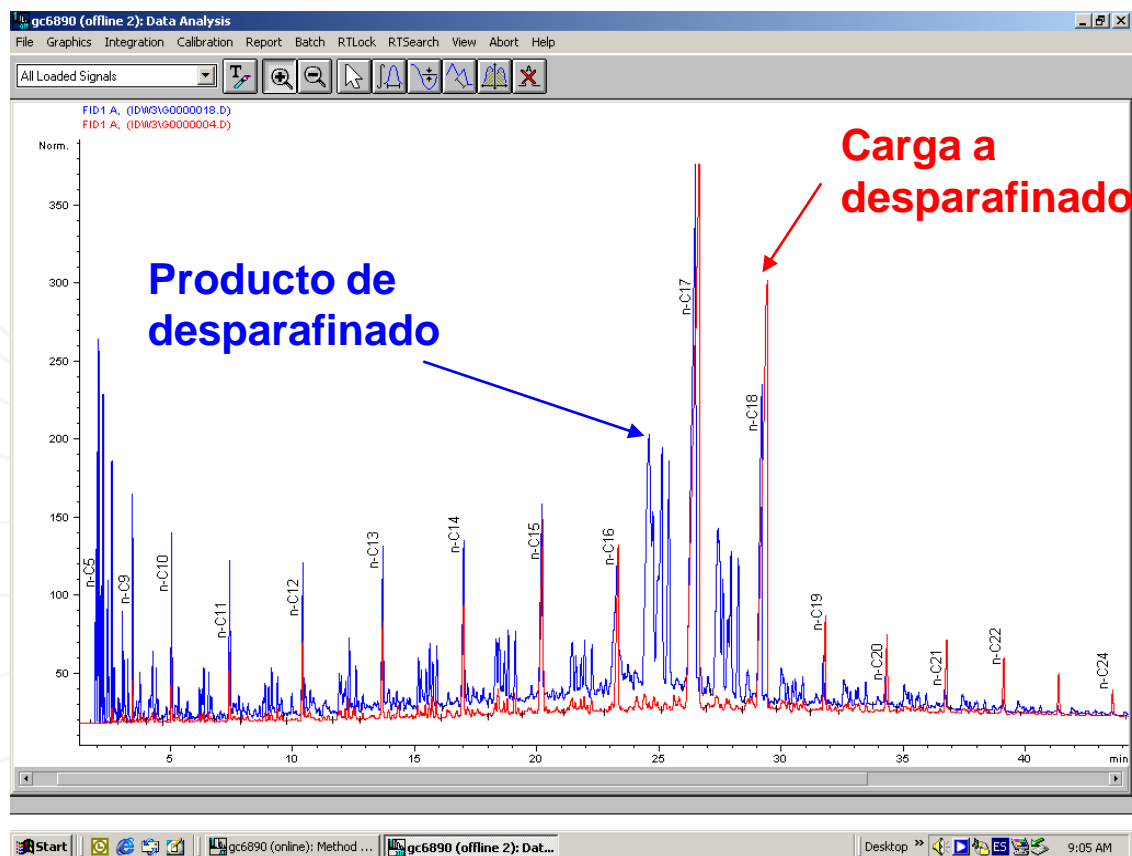 gc6890 (offline 2): Data Analysis
File Graphics Integration Calibration Report Batch RTLock RTSearch View Abort Help
All Loaded Signals
FID1 A, (IDW3\G0000018.D)
FID1 A, (IDW3\G0000004.D)
Norm.
350
300
250
200
150
100
50
Carga a
desparafinado
Producto de
desparafinado
n-C5
n-C9
n-C10
n-C11
n-C12
n-C13
n-C14
n-C15
n-C16
n-C17
n-C18
n-C19
n-C20
n-C21
n-C22
n-C24
5 10 15 20 25 30 35 40 min
Start
gc6890 (online): Method ...
gc6890 (offline 2): Dat...
Desktop »
ES
9:05 AM